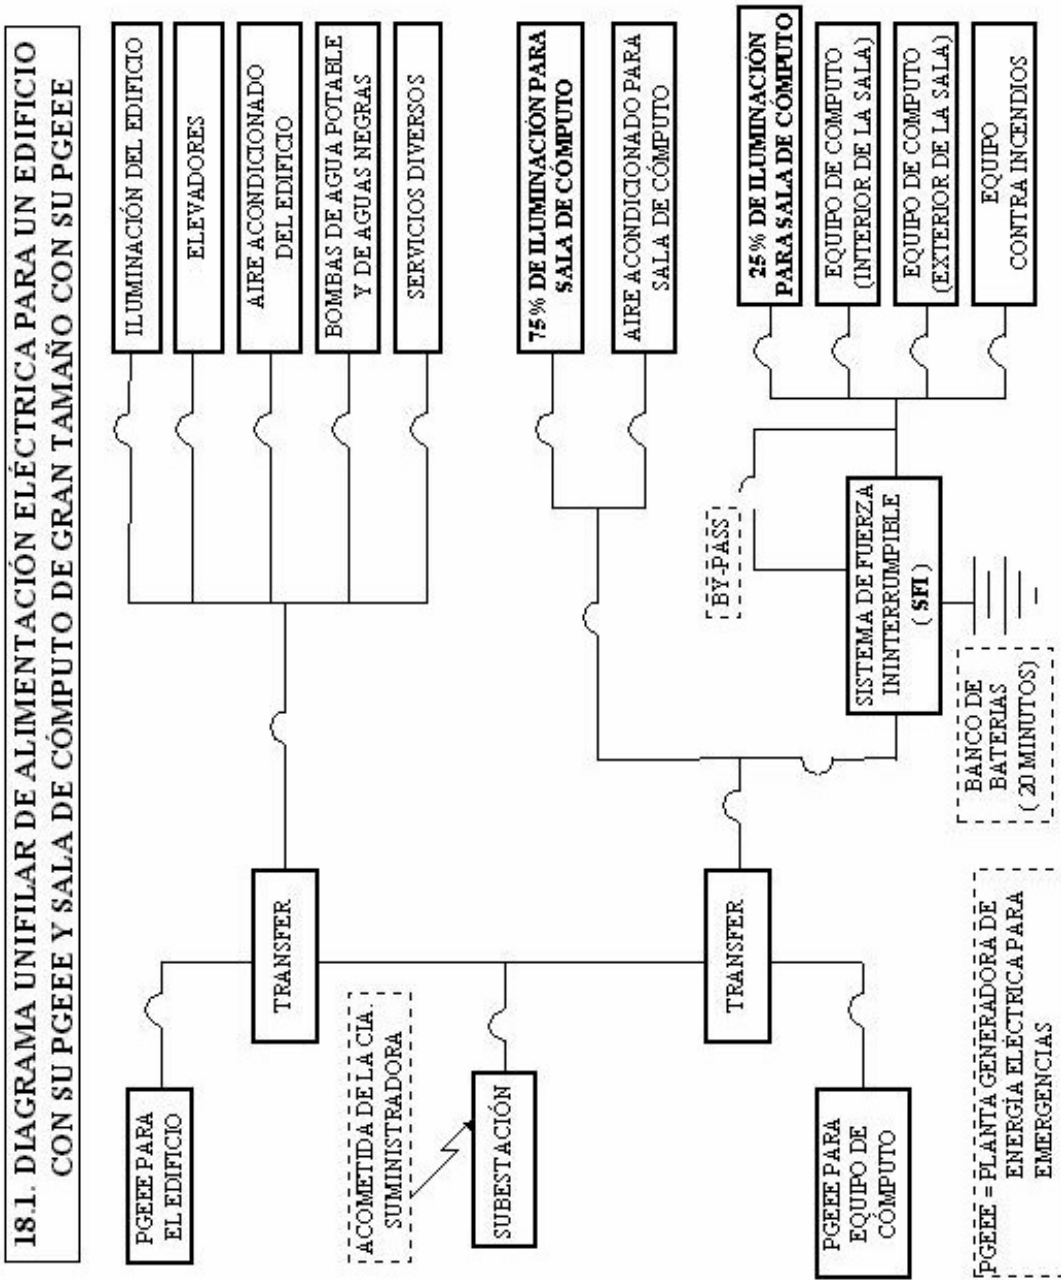 18.1. DIAGRAMA UNIFILAR DE ALIMENTACIÓN ELÉCTRICA PARA UN EDIFICIO
CON SU PGEEE Y SALA DE CÓMPUTO DE GRAN TAMAÑO CON SU PGEEE
PGEEE PARA
EL EDIFICIO
TRANSFER
ILUMINACIÓN DEL EDIFICIO
ELEVADORES
AIRE ACONDICIONADO
DEL EDIFICIO
BOMBAS DE AGUA POTABLE
Y DE AGUAS NEGRAS
SERVICIOS DIVERSOS
ACOMETIDA DE LA CIA.
SUMINISTRADORA
SUBESTACIÓN
75% DE ILUMINACIÓN PARA
SALA DE CÓMPUTO
AIRE ACONDICIONADO PARA
SALA DE CÓMPUTO
TRANSFER
BY-PASS
25% DE ILUMINACIÓN
PARA SALA DE CÓMPUTO
EQUIPO DE COMPUTO
(INTERIOR DE LA SALA)
EQUIPO DE COMPUTO
(EXTERIOR DE LA SALA)
EQUIPO
CONTRA INCENDIOS
PGEEE PARA
EQUIPO DE
CÓMPUTO
SISTEMA DE FUERZA
ININTERRUMPIBLE
( SFI )
BANCO DE
BATERIAS
( 20 MINUTOS)
PGEEE = PLANTA GENERADORA DE
ENERGÍA ELÉCTRICA PARA
EMERGENCIAS